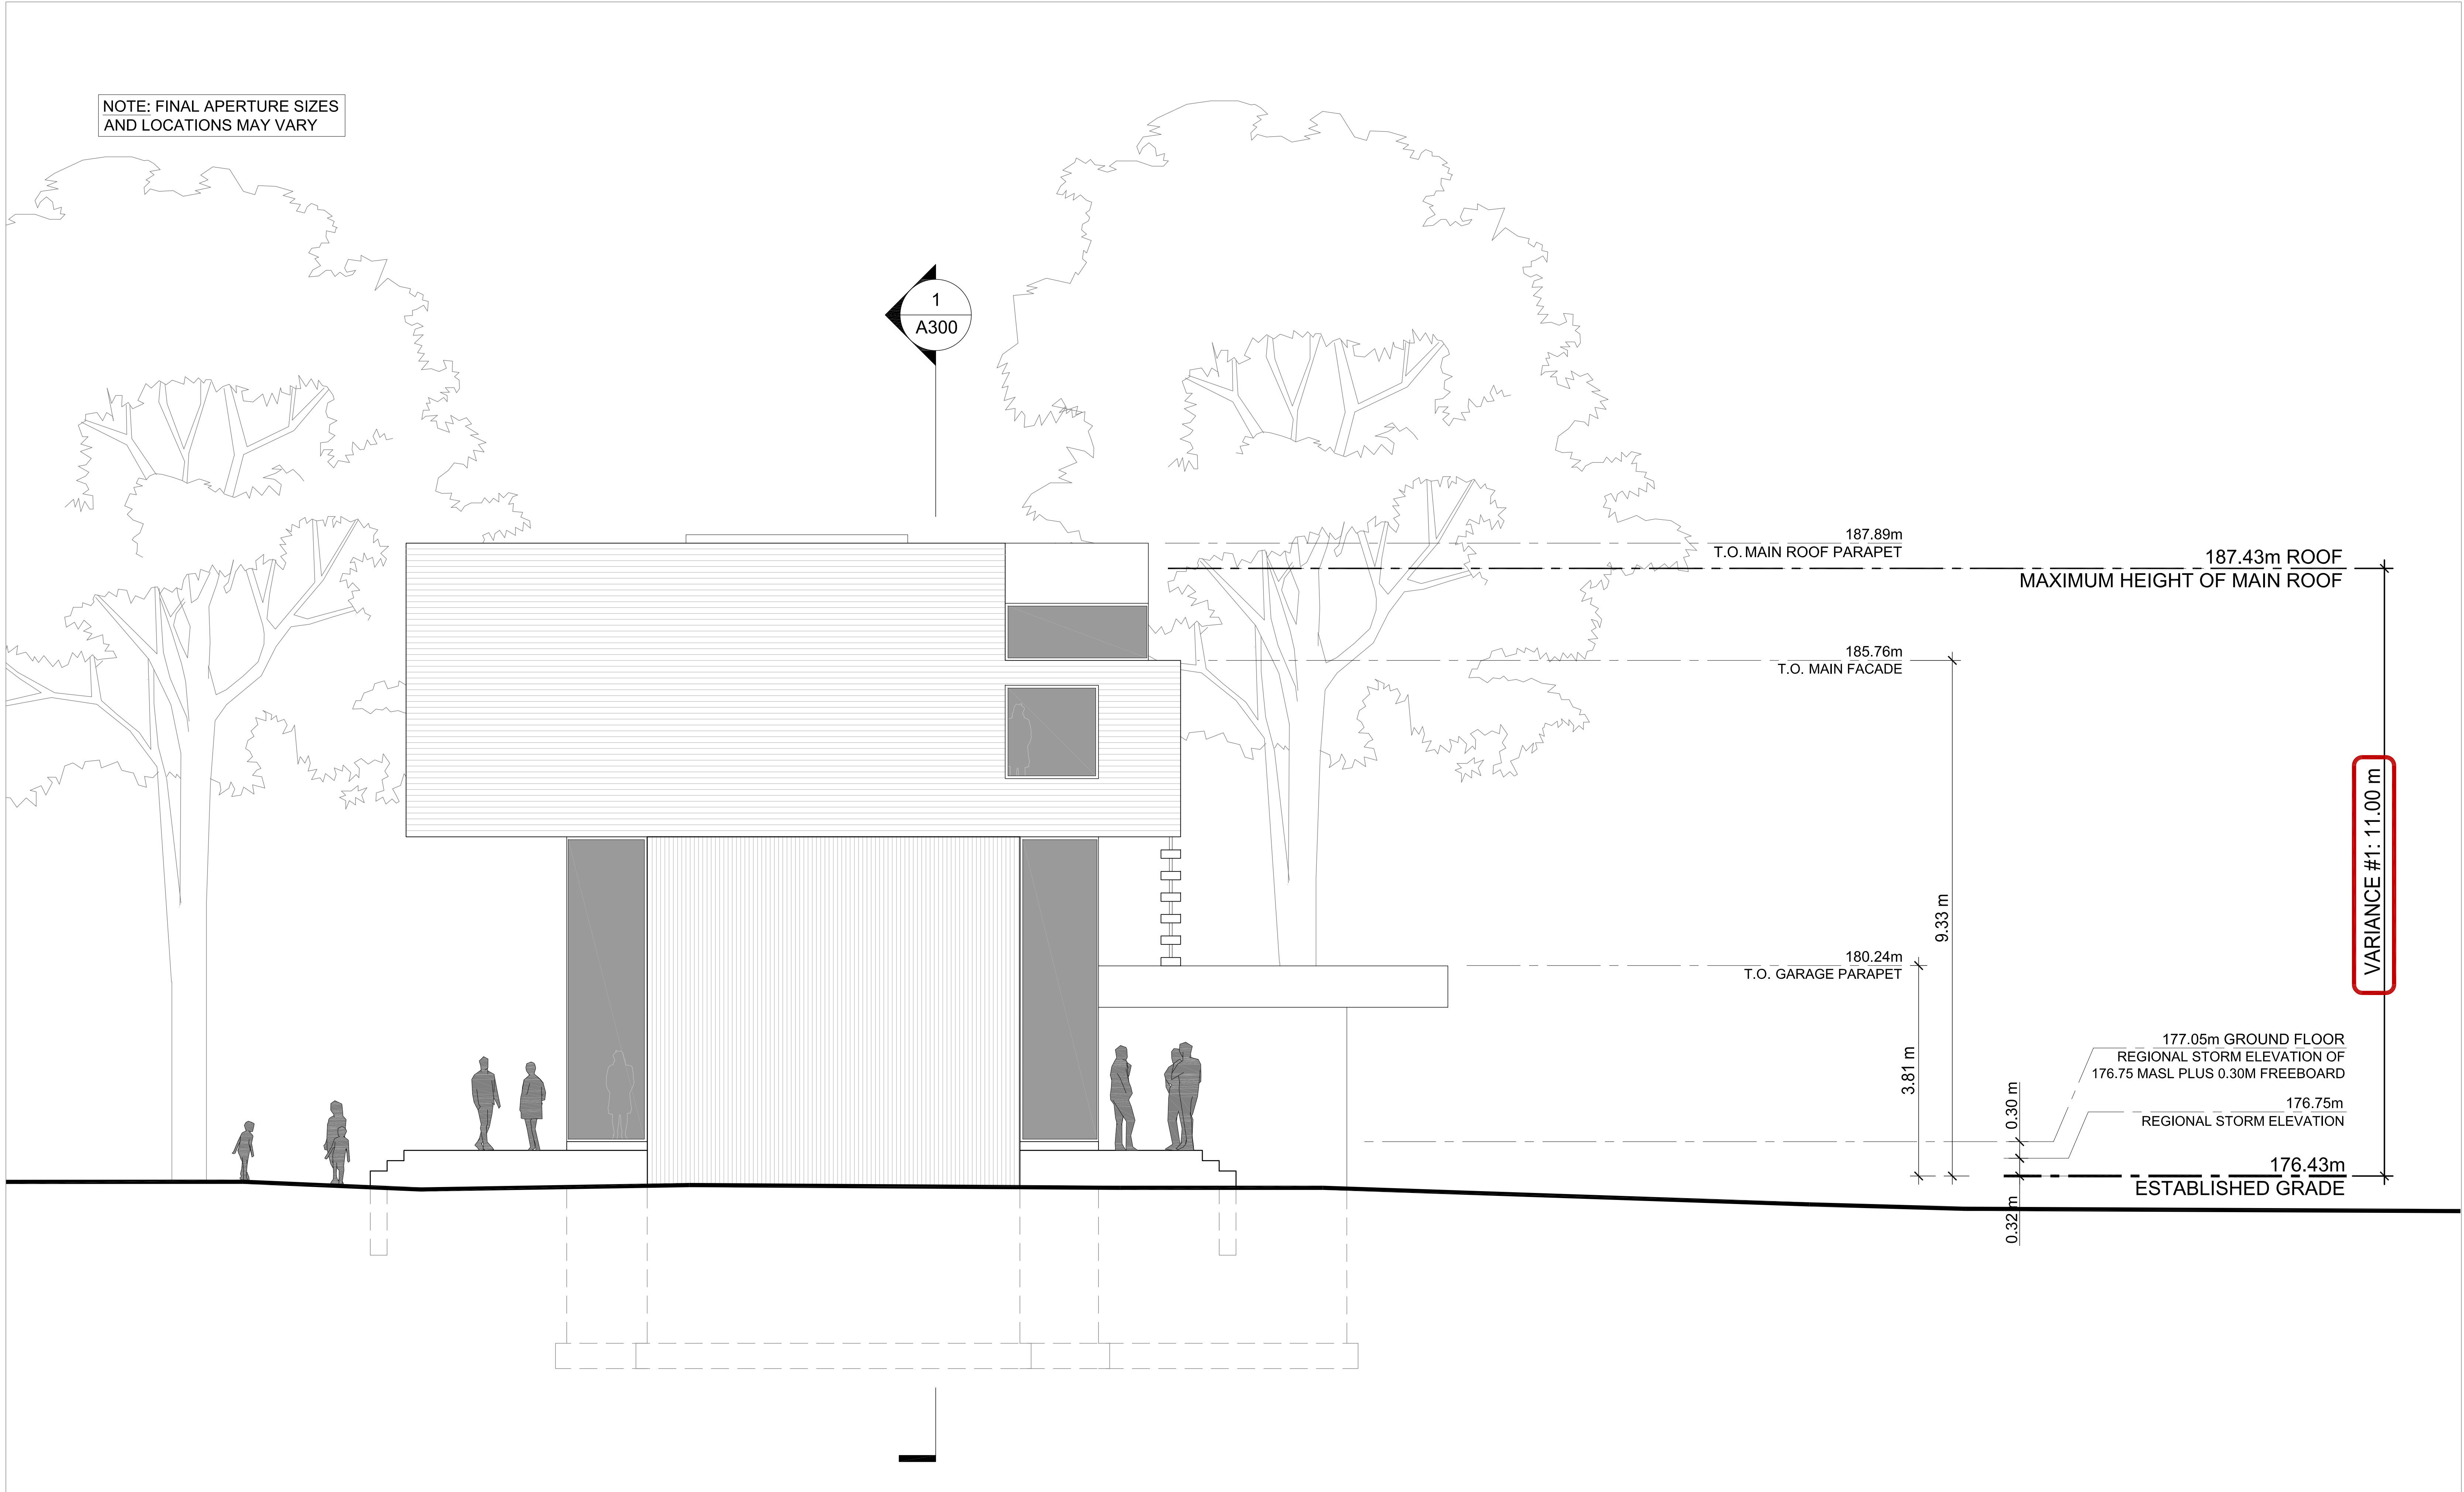 NOTE: FINAL APERTURE SIZES
AND LOCATIONS MAY VARY
1
A300
187.89m
T.O. MAIN ROOF PARAPET
187.43m ROOF
MAXIMUM HEIGHT OF MAIN ROOF
185.76m
T.O. MAIN FACADE
VARIANCE #1: 11.00 m
9.33 m
180.24m
T.O. GARAGE PARAPET
3.81 m
177.05m GROUND FLOOR
REGIONAL STORM ELEVATION OF
176.75 MASL PLUS 0.30M FREEBOARD
0.30 m
176.75m
REGIONAL STORM ELEVATION
176.43m
ESTABLISHED GRADE
0.32 m